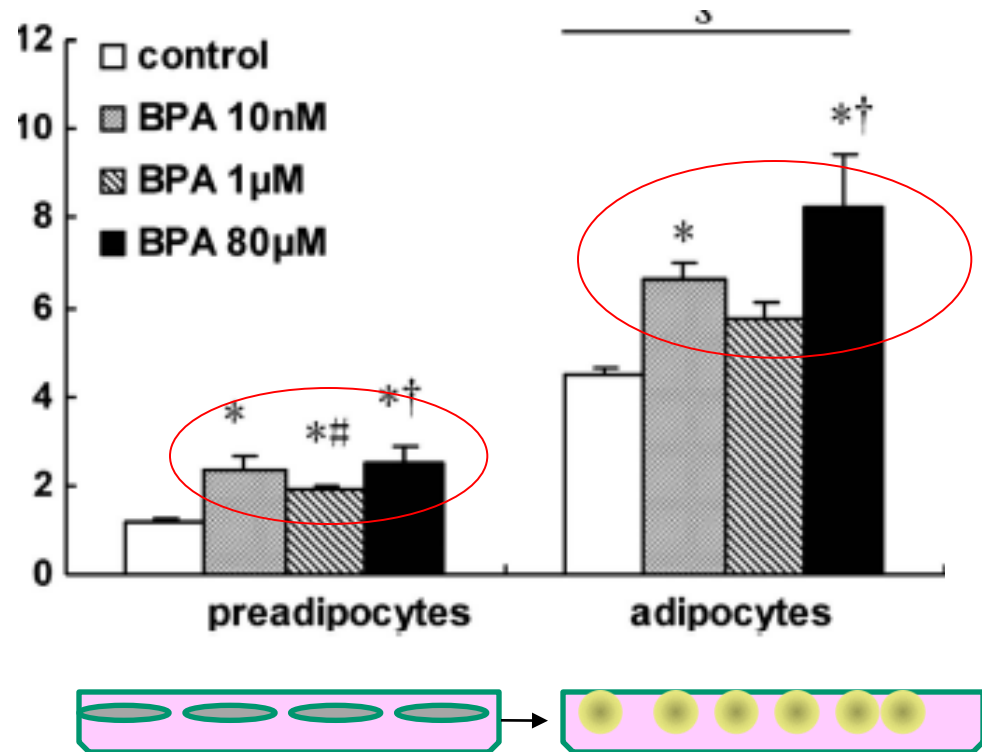 12
control
BPA 10nM
10
BPA 1µM
*†
8
BPA 80µM
*
6
4
*
*#
*†
2
0
preadipocytes
adipocytes